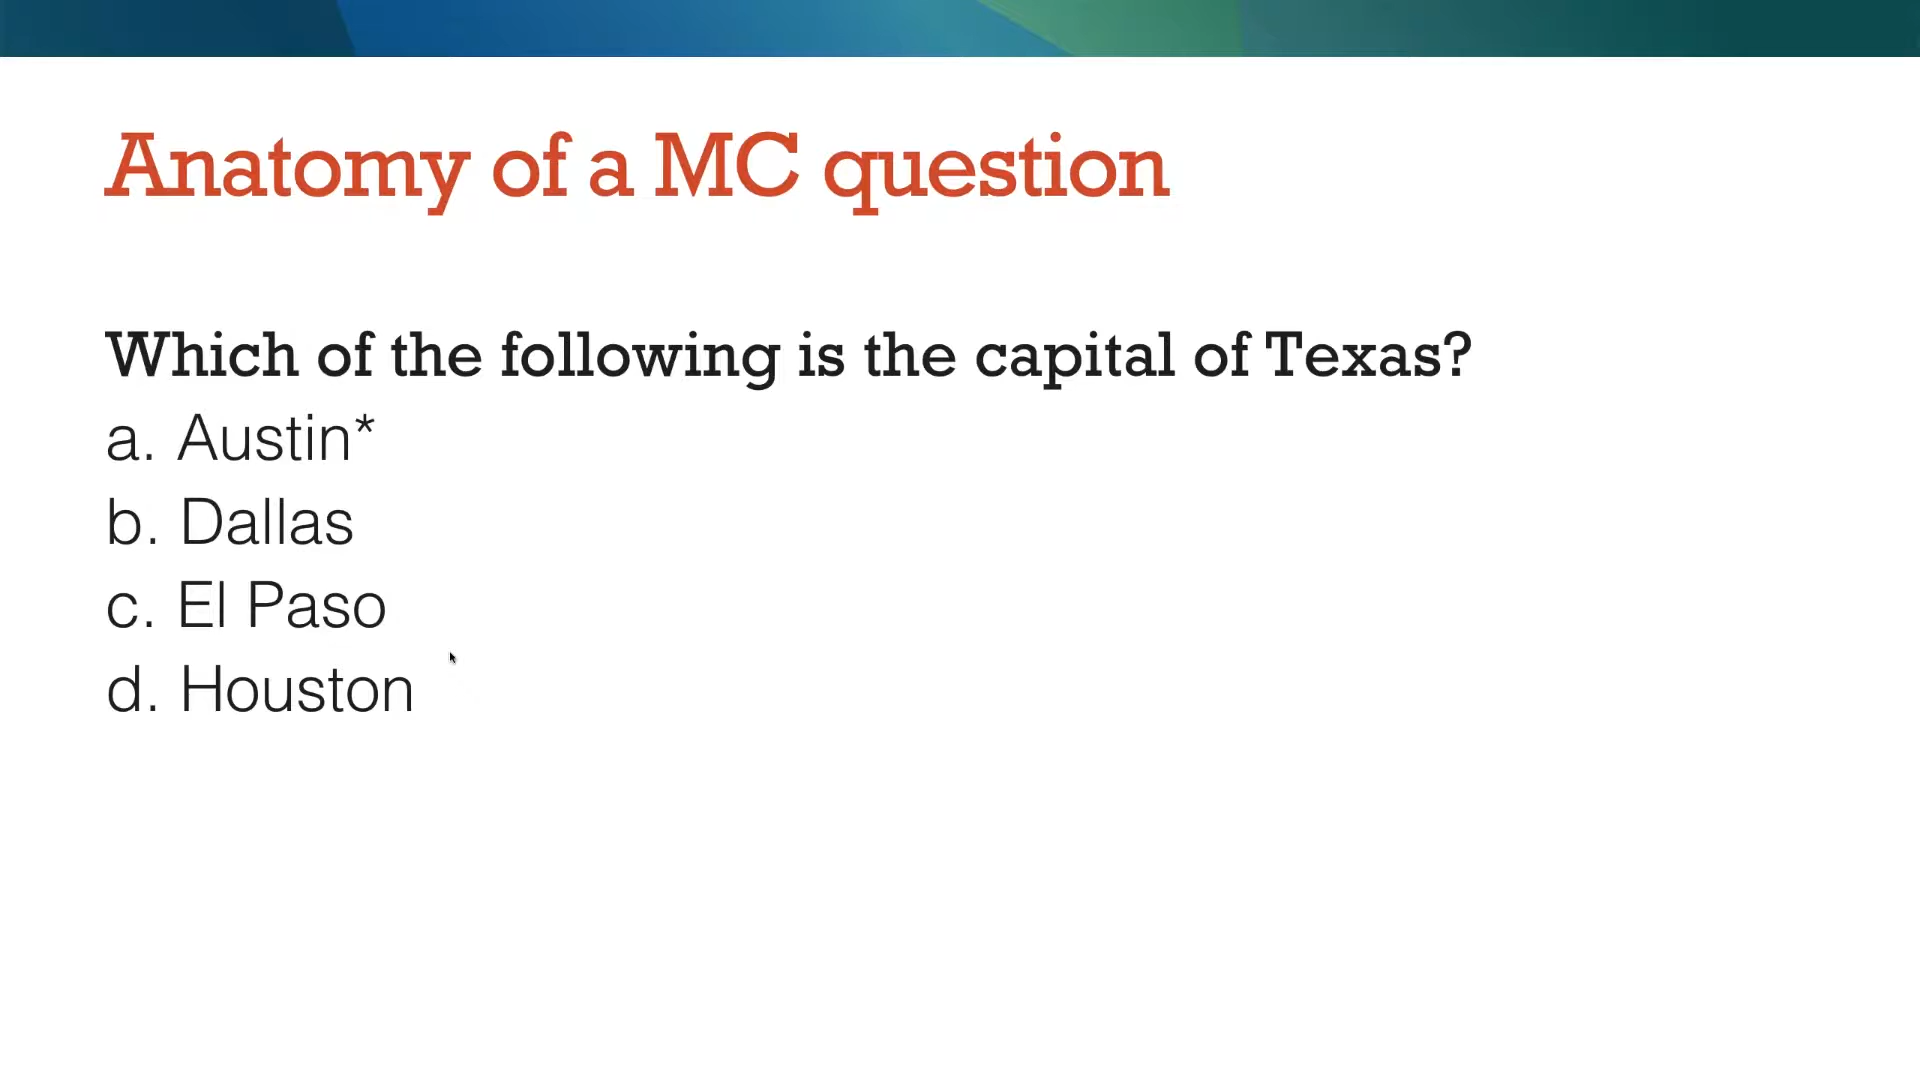 Anatomy of a MC question
Which of the following is the capital of Texas?
a. Austin*
b. Dallas
c. El Paso
d. Houston